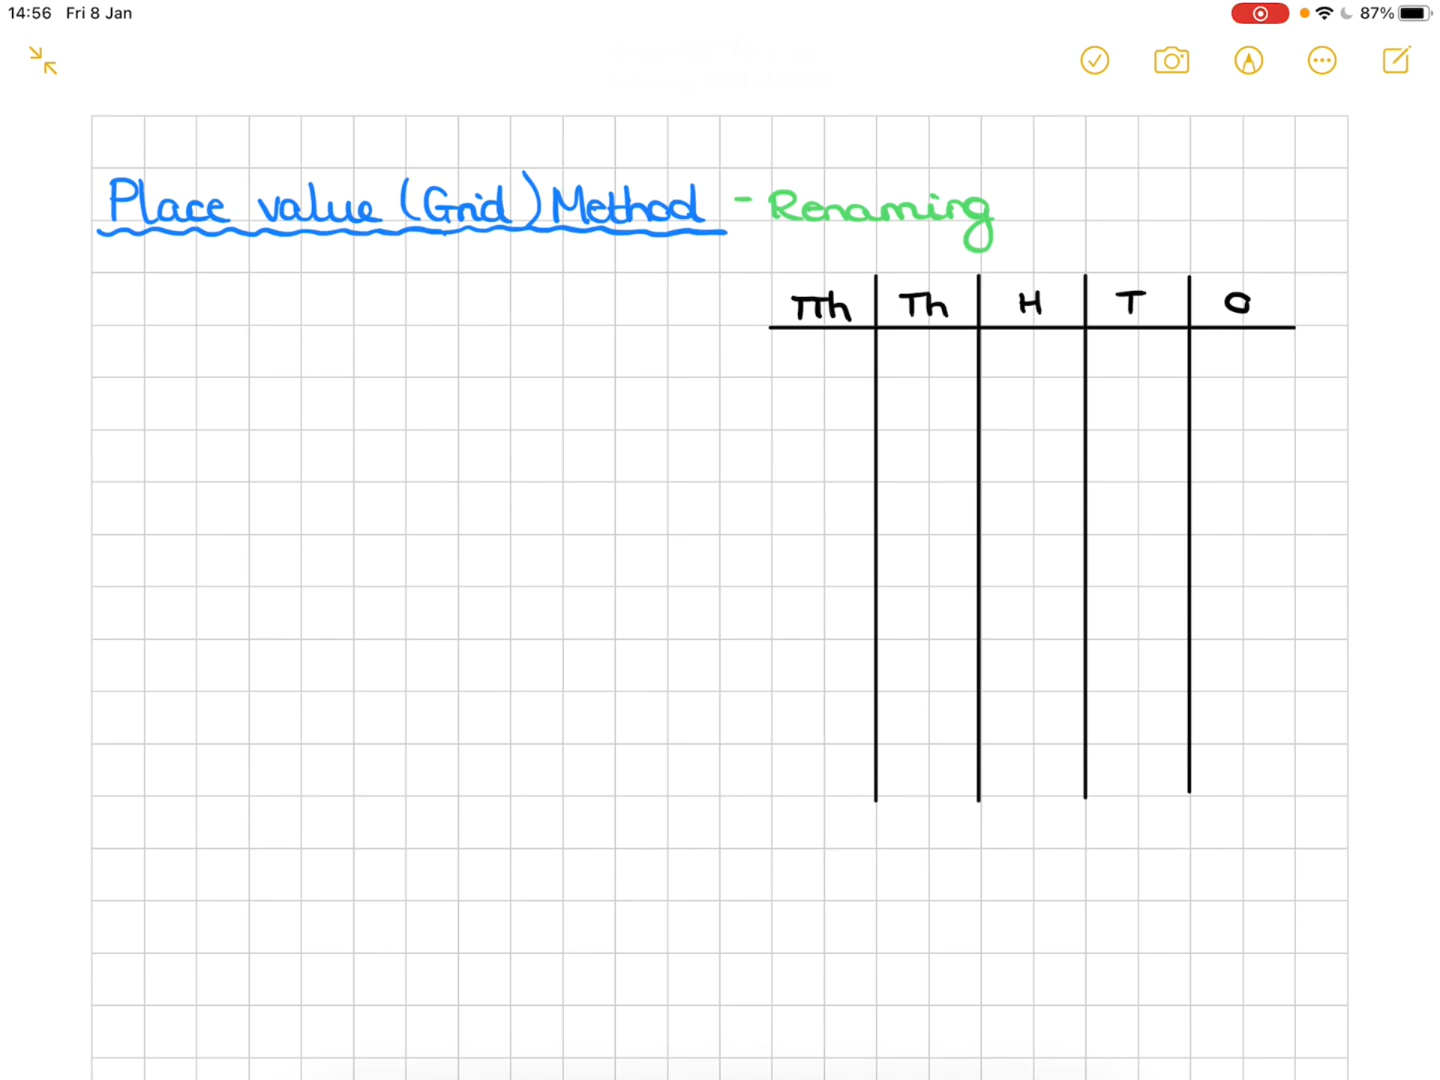 14:56 Fri 8 Jan 87%
Place value (Grid) Method - Renaming
TTh Th H T O